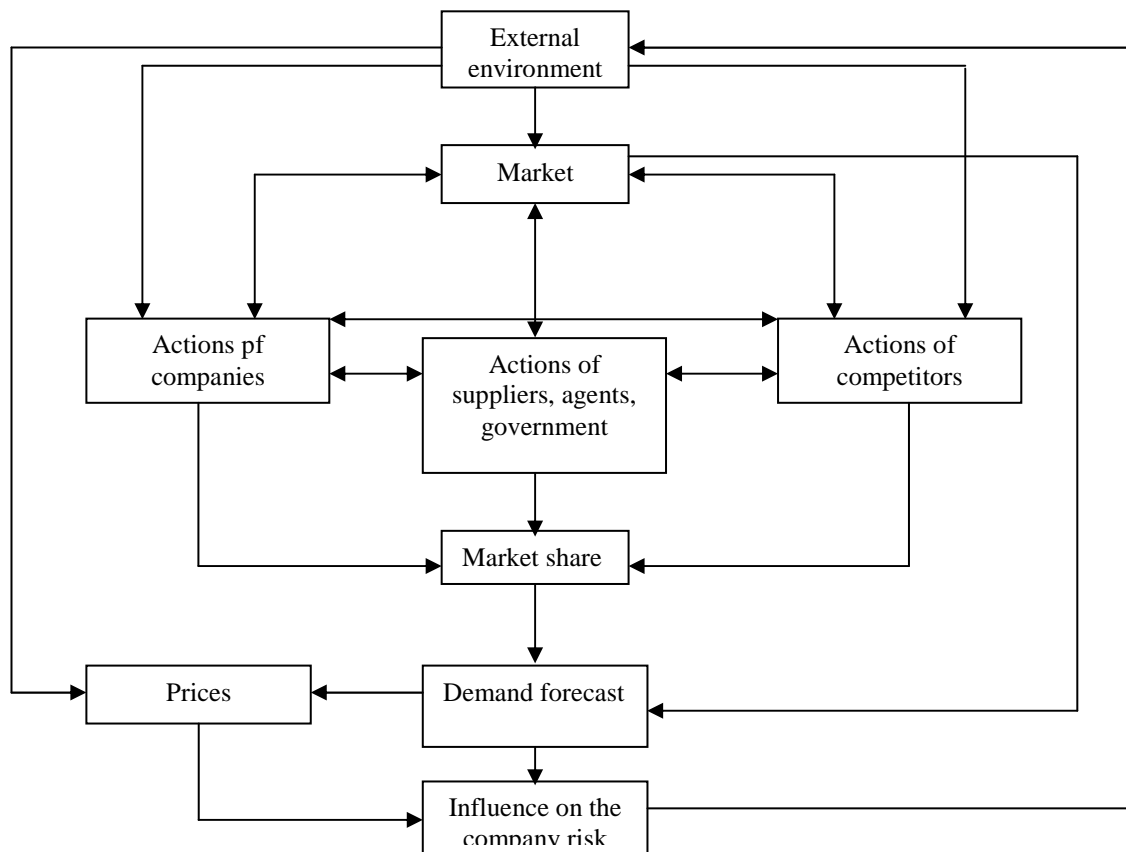 External
environment
Market
Actions pf
companies
Actions of
suppliers, agents,
government
Actions of
competitors
Market share
Prices
Demand forecast
Influence on the
company risk